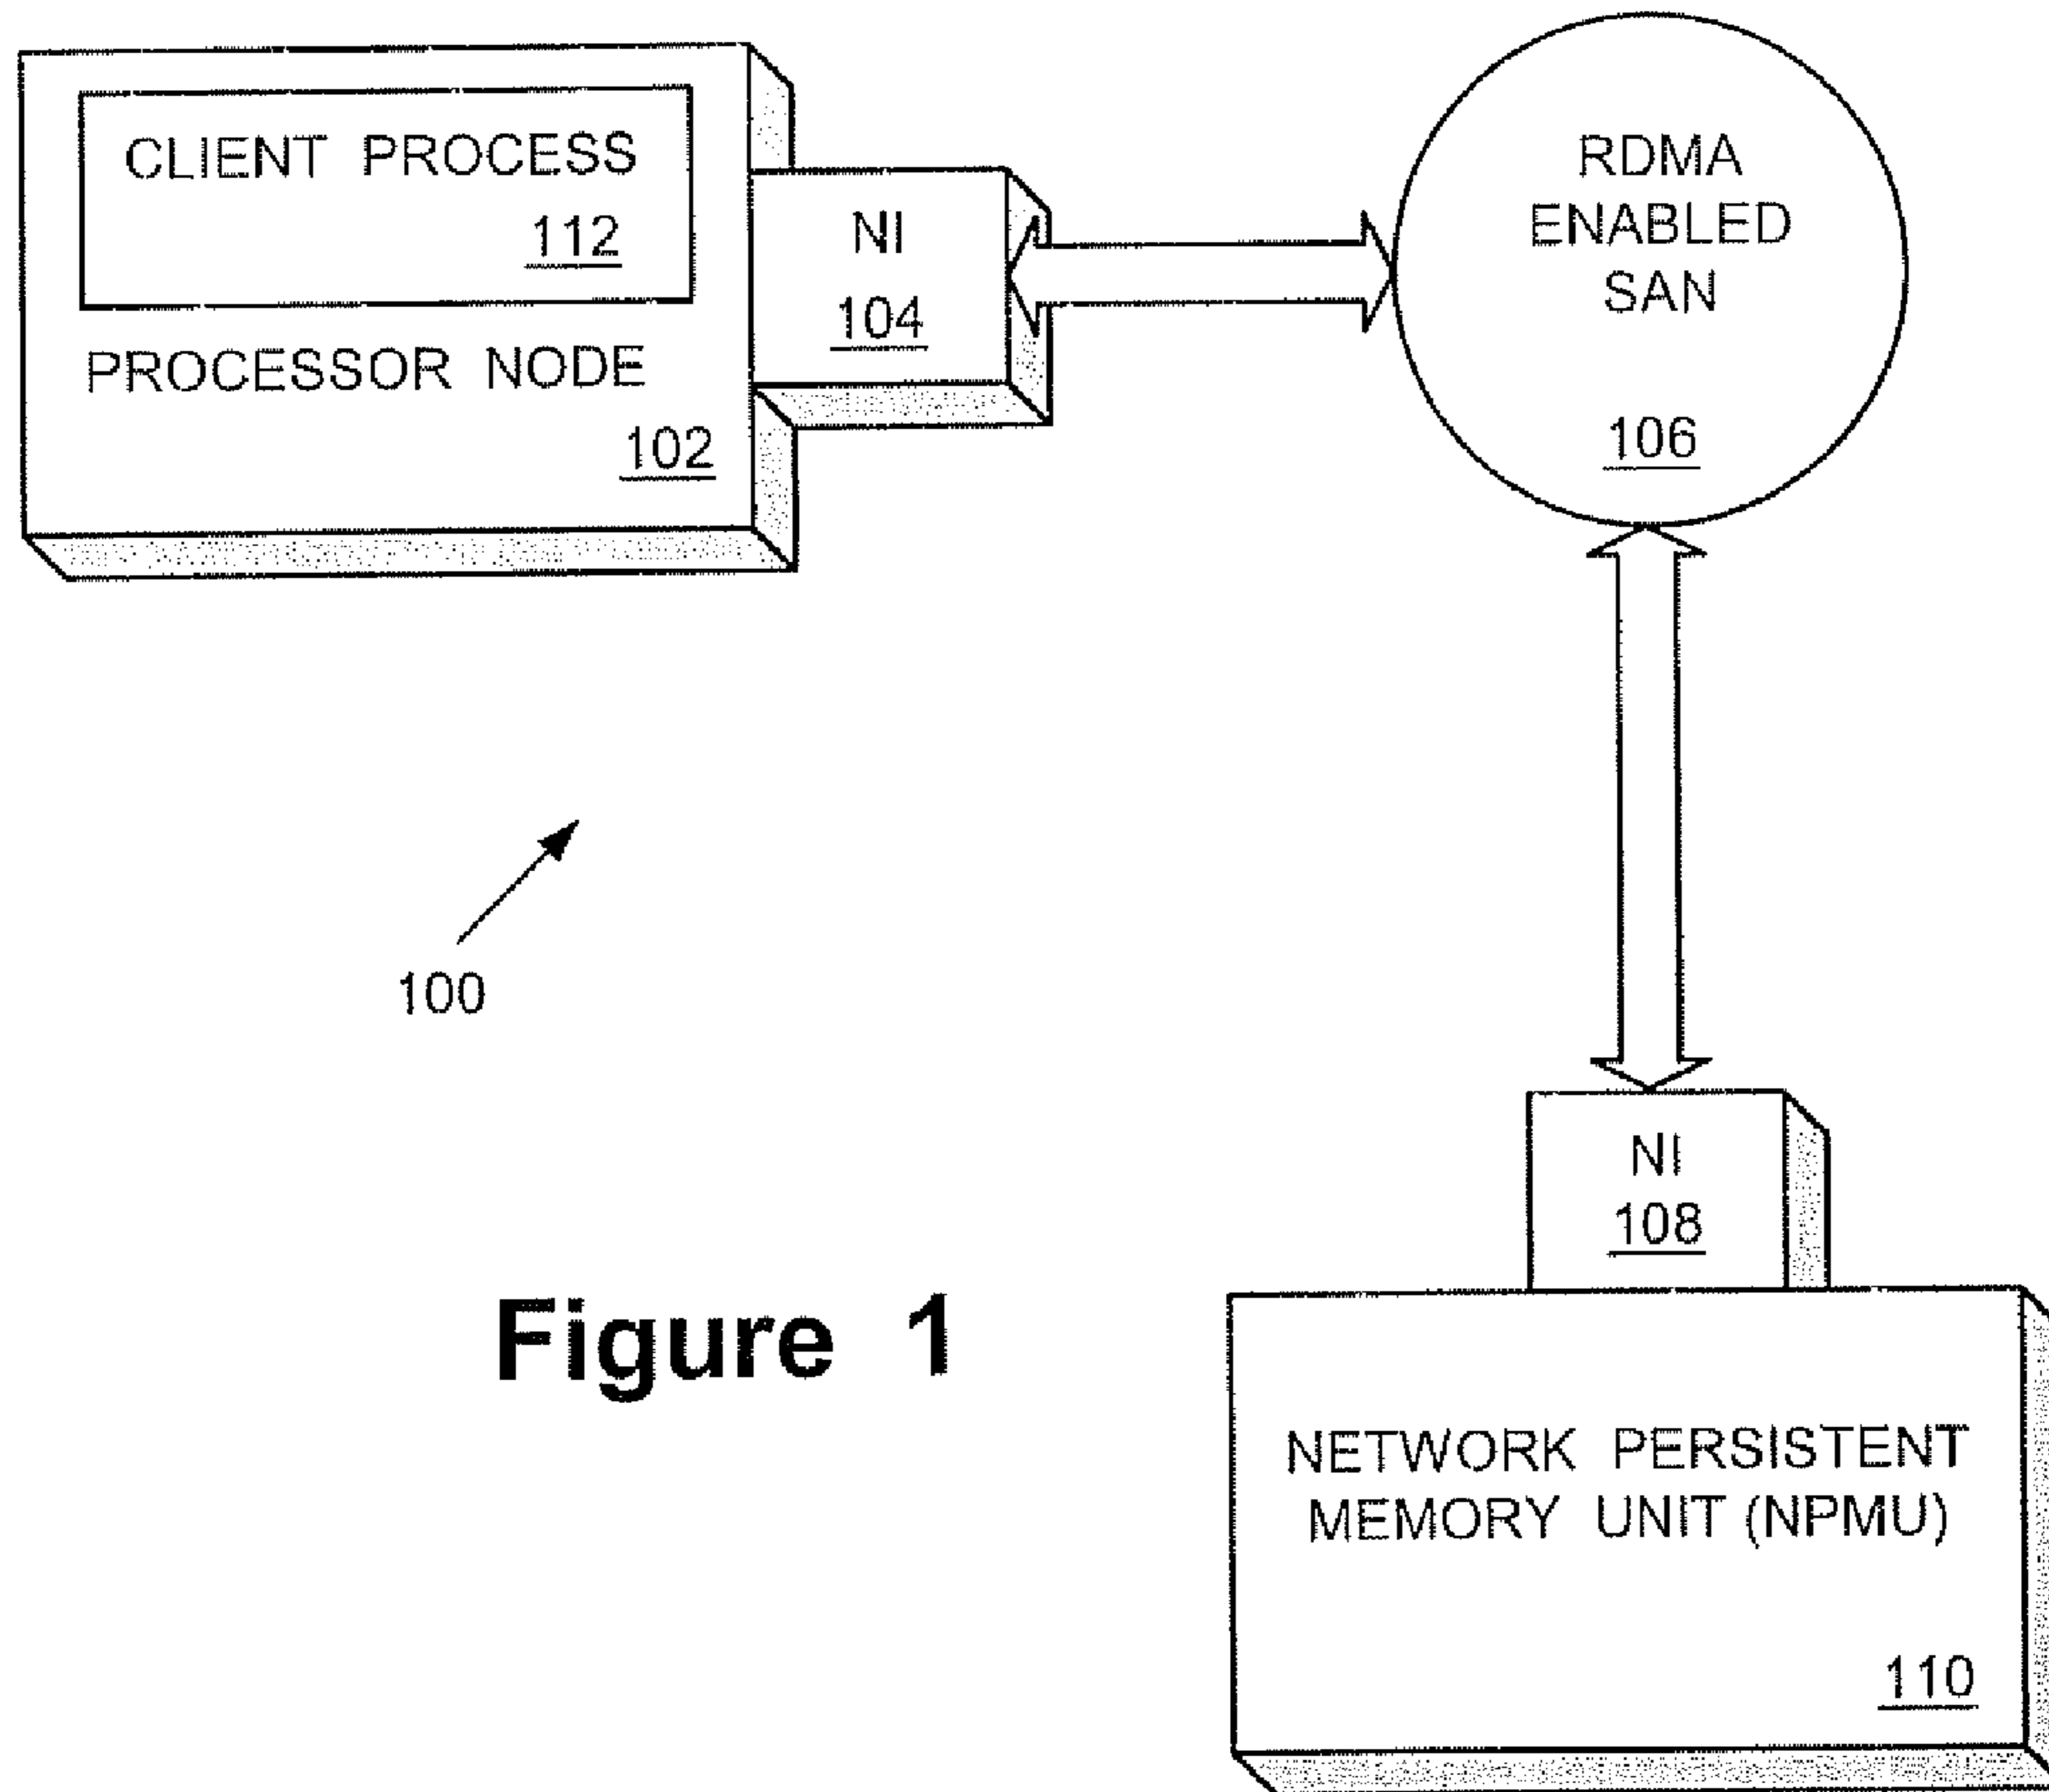 CLIENT PROCESS
112
PROCESSOR NODE
102
NI
104
RDMA
ENABLED
SAN
106
100
NI
108
Figure 1
NETWORK PERSISTENT
MEMORY UNIT (NPMU)
110